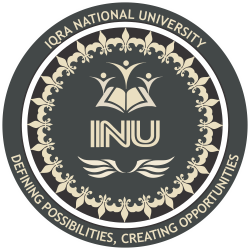 IQRA NATIONAL UNIVERSITY
INU
DEFINING POSSIBILITIES, CREATING OPPORTUNITIES